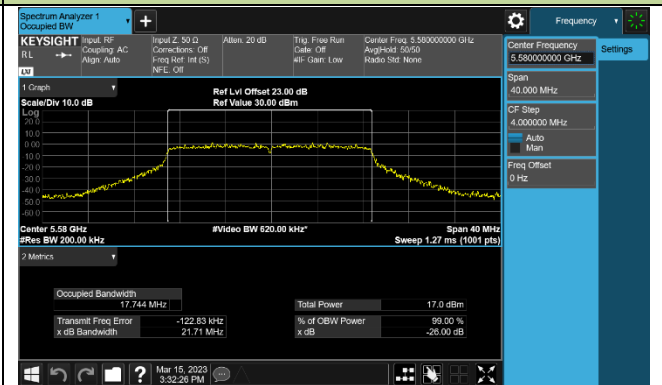 Spectrum Analyzer 1
Occupied BW
Frequency
KEYSIGHT
RL
LXI
Input: RF
Coupling: AC
Align: Auto
Input Z: 50 Ω
Corrections: Off
Freq Ref: Int (S)
NFE: Off
Atten: 20 dB
Trig: Free Run
Gate: Off
#IF Gain: Low
Center Freq: 5.580000000 GHz
Avg|Hold: 50/50
Radio Std: None
Center Frequency
5.580000000 GHz
Settings
Span
40.000 MHz
CF Step
4.000000 MHz
Auto
Man
Freq Offset
0 Hz
1 Graph
Scale/Div 10.0 dB
Ref Lvl Offset 23.00 dB
Ref Value 30.00 dBm
Log
20.0
10.0
0.00
-10.0
-20.0
-30.0
-40.0
-50.0
-60.0
Center 5.58 GHz
#Res BW 200.00 kHz
#Video BW 620.00 kHz*
Span 40 MHz
Sweep 1.27 ms (1001 pts)
2 Metrics
Occupied Bandwidth
17.744 MHz
Total Power 17.0 dBm
Transmit Freq Error -122.83 kHz
% of OBW Power 99.00 %
x dB Bandwidth 21.71 MHz
x dB -26.00 dB
?
Mar 15, 2023
3:32:26 PM